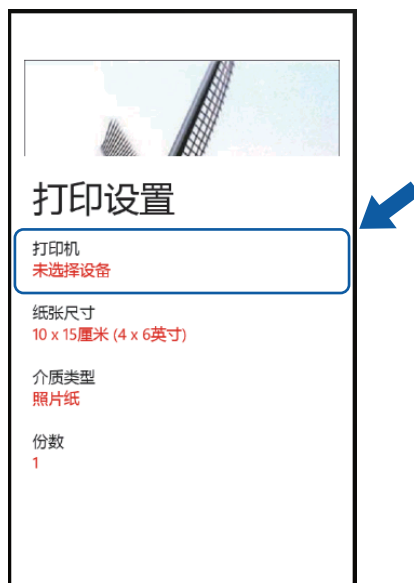 打印设置
打印机
未选择设备
纸张尺寸
10 x 15厘米 (4 x 6英寸)
介质类型
照片纸
份数
1